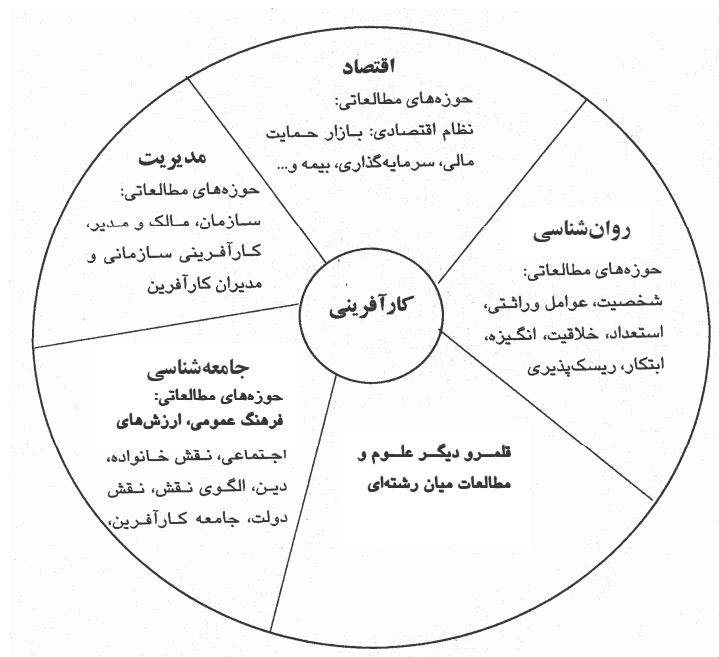 اقتصاد
حوزه‌های مطالعاتی:
نظام اقتصادی: بازار حمایت
مالی، سرمایه‌گذاری، بیمه و...
روان‌شناسی
حوزه‌های مطالعاتی:
شخصیت، عوامل وراثتی،
استعداد، خلاقیت، انگیزه،
ابتکار، ریسک‌پذیری
مدیریت
حوزه‌های مطالعاتی:
سازمان، مالک و مدیر،
کارآفرینی سازمانی و
مدیران کارآفرین
کارآفرینی
جامعه‌شناسی
حوزه‌های مطالعاتی:
فرهنگ عمومی، ارزش‌های
اجتماعی، نقش خانواده،
دین، الگوی نقش، نقش
دولت، جامعه کارآفرین،
قلمرو دیگر علوم و
مطالعات میان رشته‌ای